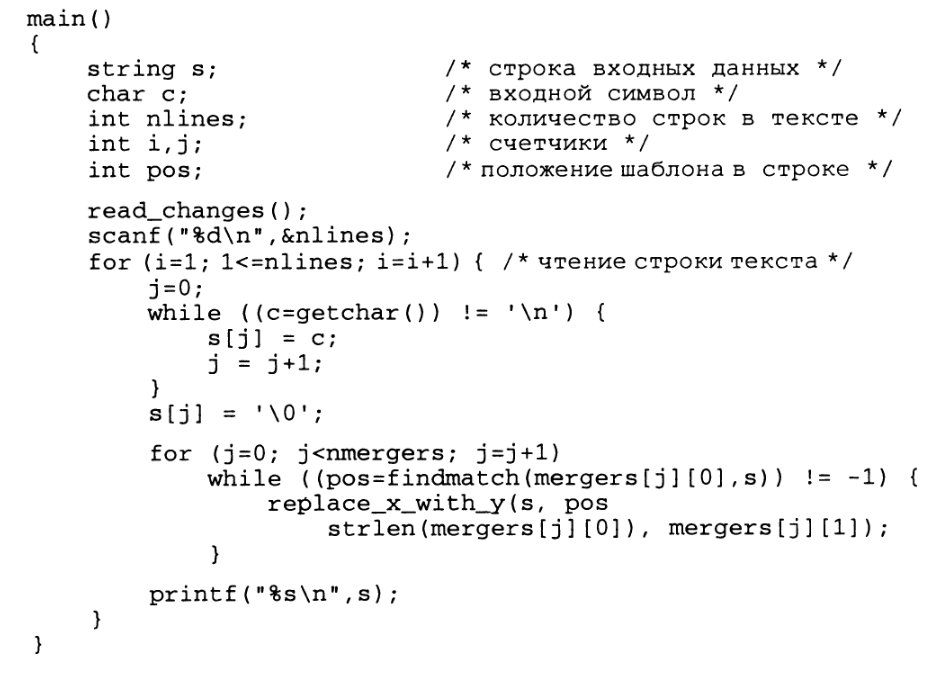 main()
{
    string s;                /* строка входных данных */
    char c;                  /* входной символ */
    int nlines;              /* количество строк в тексте */
    int i,j;                 /* счетчики */
    int pos;                 /* положение шаблона в строке */
    read_changes();
    scanf("%d\n",&nlines);
    for (i=1; 1<=nlines; i=i+1) { /* чтение строки текста */
        j=0;
        while ((c=getchar()) != '\n') {
            s[j] = c;
            j = j+1;
        }
        s[j] = '\0';
        for (j=0; j<nmergers; j=j+1)
            while ((pos=findmatch(mergers[j][0],s)) != -1) {
                replace_x_with_y(s, pos
                    strlen(mergers[j][0]), mergers[j][1]);
            }
        printf("%s\n",s);
    }
}